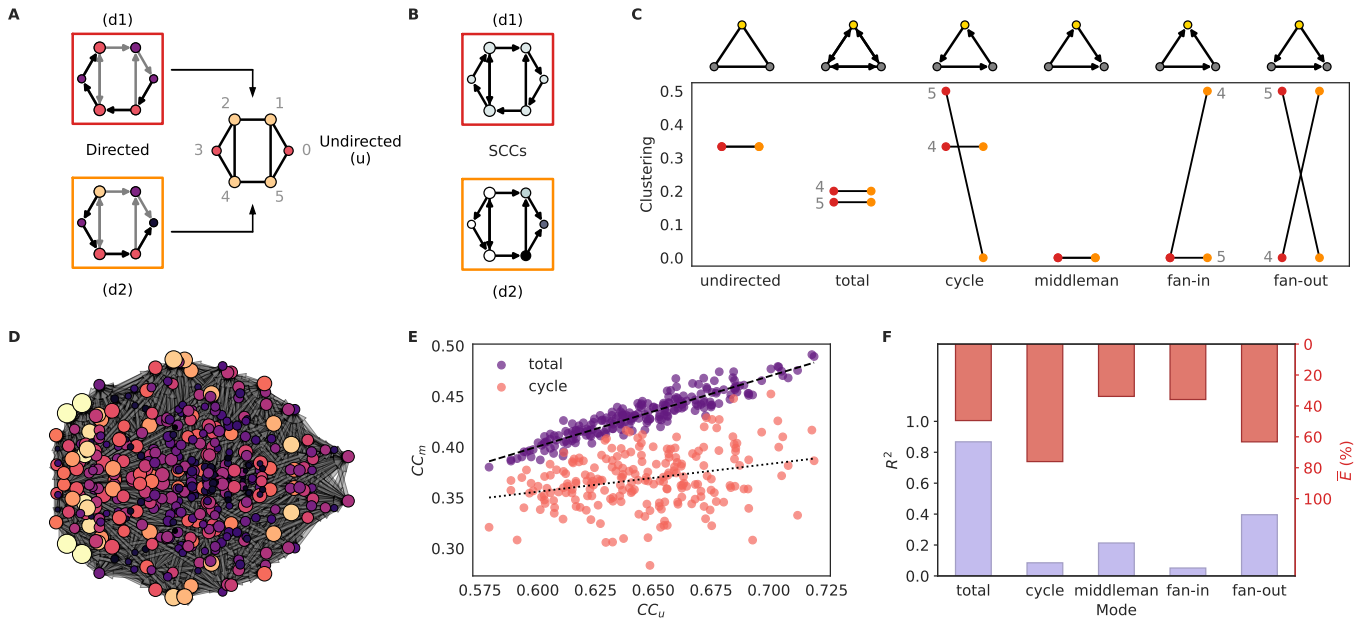 A
(d1)
Directed
(d2)
2
1
3
0
4
5
Undirected
(u)
B
(d1)
SCCs
(d2)
C
Clustering
0.5
0.4
0.3
0.2
0.1
0.0
4
5
5
4
4
5
5
4
undirected
total
cycle
middleman
fan-in
fan-out
D
E
total
cycle
CC_m
0.50
0.45
0.40
0.35
0.30
0.575 0.600 0.625 0.650 0.675 0.700 0.725
CC_u
F
R²
1.0
0.8
0.6
0.4
0.2
0.0
0
20
40
60
80
100
E̅ (%)
total cycle middleman fan-in fan-out
Mode